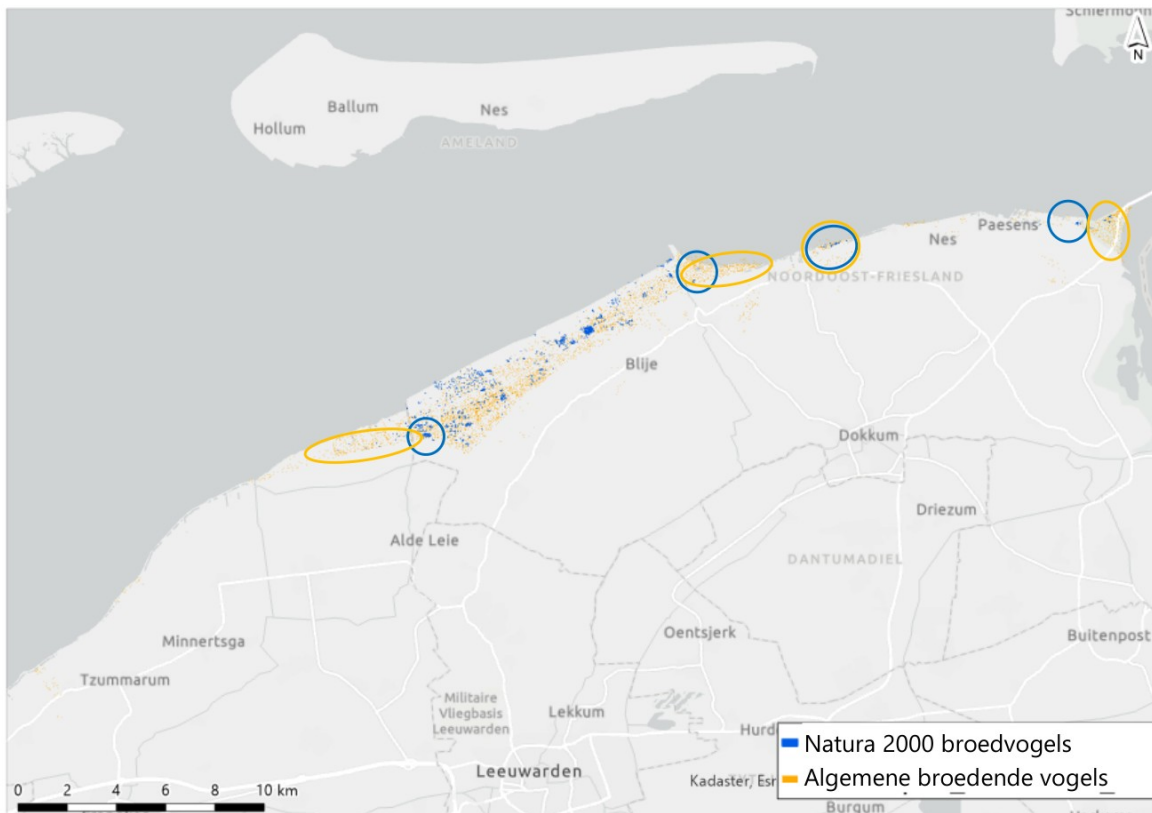 Schiermonn
N
Ballum
Nes
Hollum
AMELAND
Paesens
Nes
NOORDOOST-FRIESLAND
Blije
Dokkum
Driezum
Alde Leie
DANTUMADIEL
Minnertsga
Oentsjerk
Buitenpost
Tzummarum
Militaire
Vliegbasis
Leeuwarden
Lekkum
Hurde
Natura 2000 broedvogels
Leeuwarden
Kadaster, Esr
Algemene broedende vogels
0 2 4 6 8 10 km
Burgum